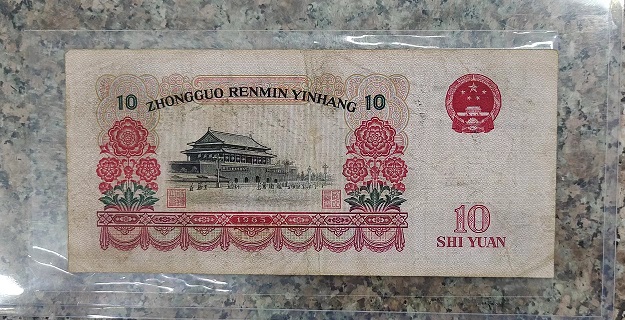 10 ZHONGGUO RENMIN YINHANG 10
1965
10
SHI YUAN